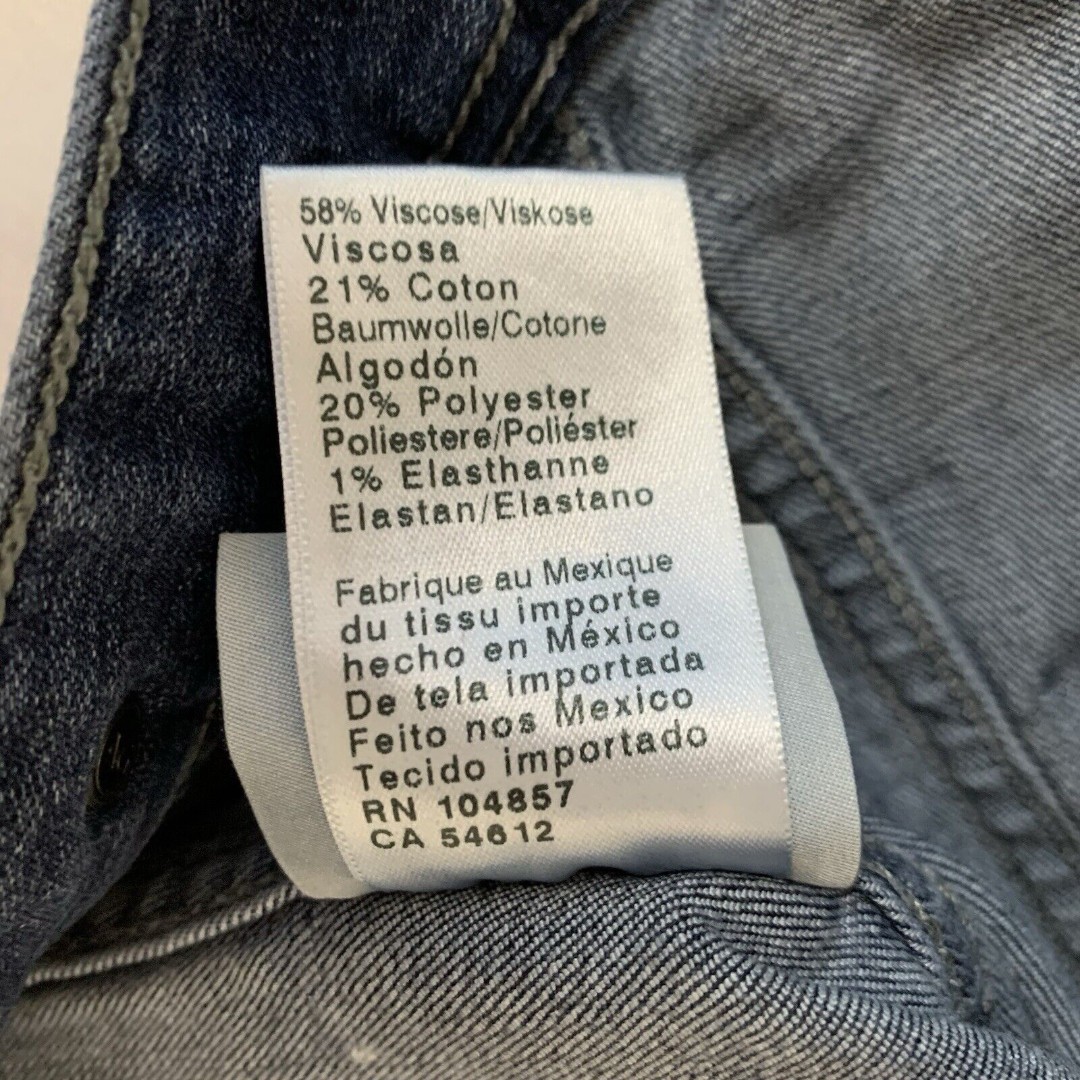 58% Viscose/Viskose
Viscosa
21% Coton
Baumwolle/Cotone
Algodón
20% Polyester
Poliestere/Poliéster
1% Elasthanne
Elastan/Elastano
Fabrique au Mexique
du tissu importe
hecho en México
De tela importada
Feito nos Mexico
Tecido importado
RN 104857
CA 54612